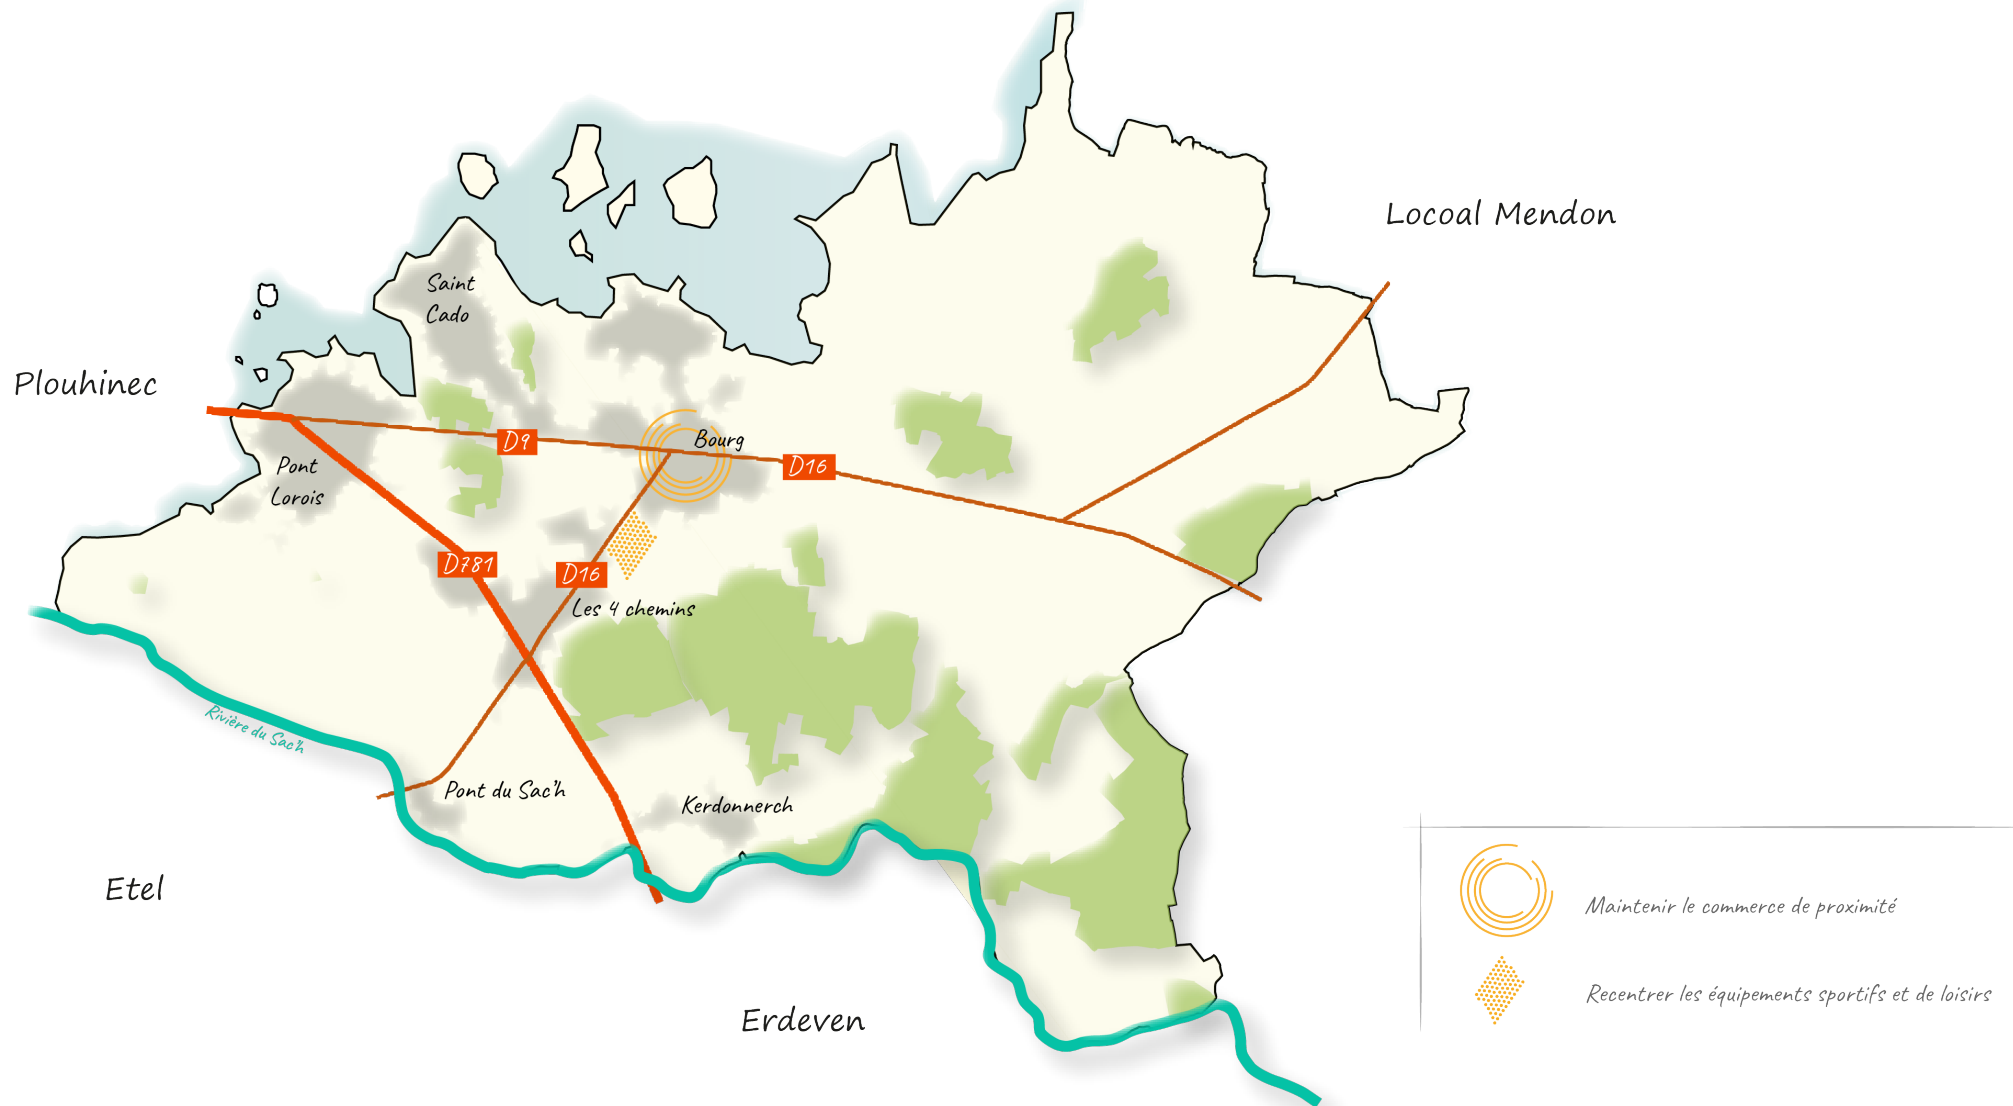 Locoal Mendon
Saint
Cado
Plouhinec
D9
Bourg
D16
Pont
Lorois
D781
D16
Les 4 chemins
Rivière du Sac'h
Pont du Sac'h
Kerdonnerch
Etel
Maintenir le commerce de proximité
Recentrer les équipements sportifs et de loisirs
Erdeven